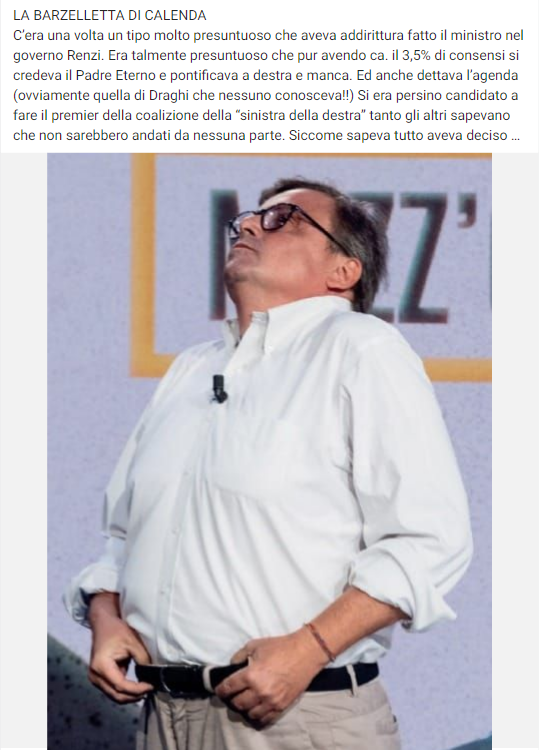 LA BARZELLETTA DI CALENDA
C'era una volta un tipo molto presuntuoso che aveva addirittura fatto il ministro nel
governo Renzi. Era talmente presuntuoso che pur avendo ca. il 3,5% di consensi si
credeva il Padre Eterno e pontificava a destra e manca. Ed anche dettava l'agenda
(ovviamente quella di Draghi che nessuno conosceva!!) Si era persino candidato a
fare il premier della coalizione della "sinistra della destra" tanto gli altri sapevano
che non sarebbero andati da nessuna parte. Siccome sapeva tutto aveva deciso ...